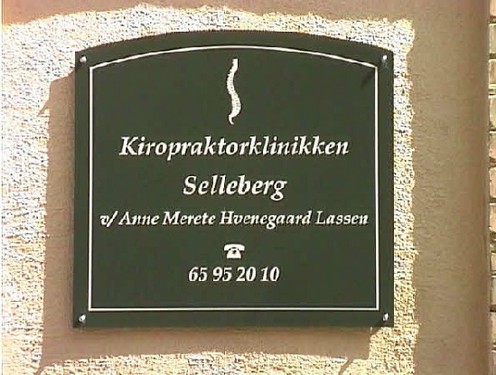 Kiropraktorklinikken
Selleberg
v/ Anne Merete Hvenegaard Lassen
☎
65 95 20 10